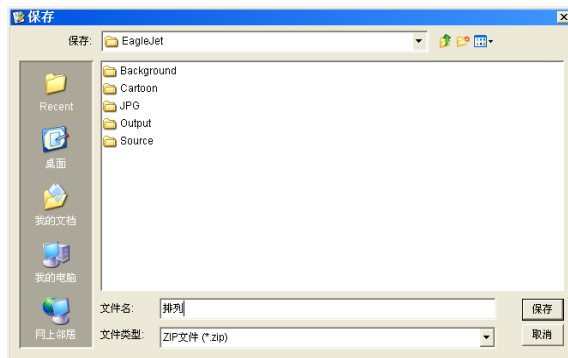 保存
保存: EagleJet
Background
Cartoon
JPG
Output
Source
Recent
桌面
我的文档
我的电脑
网上邻居
文件名: 排列
保存
文件类型: ZIP文件 (*.zip)
取消